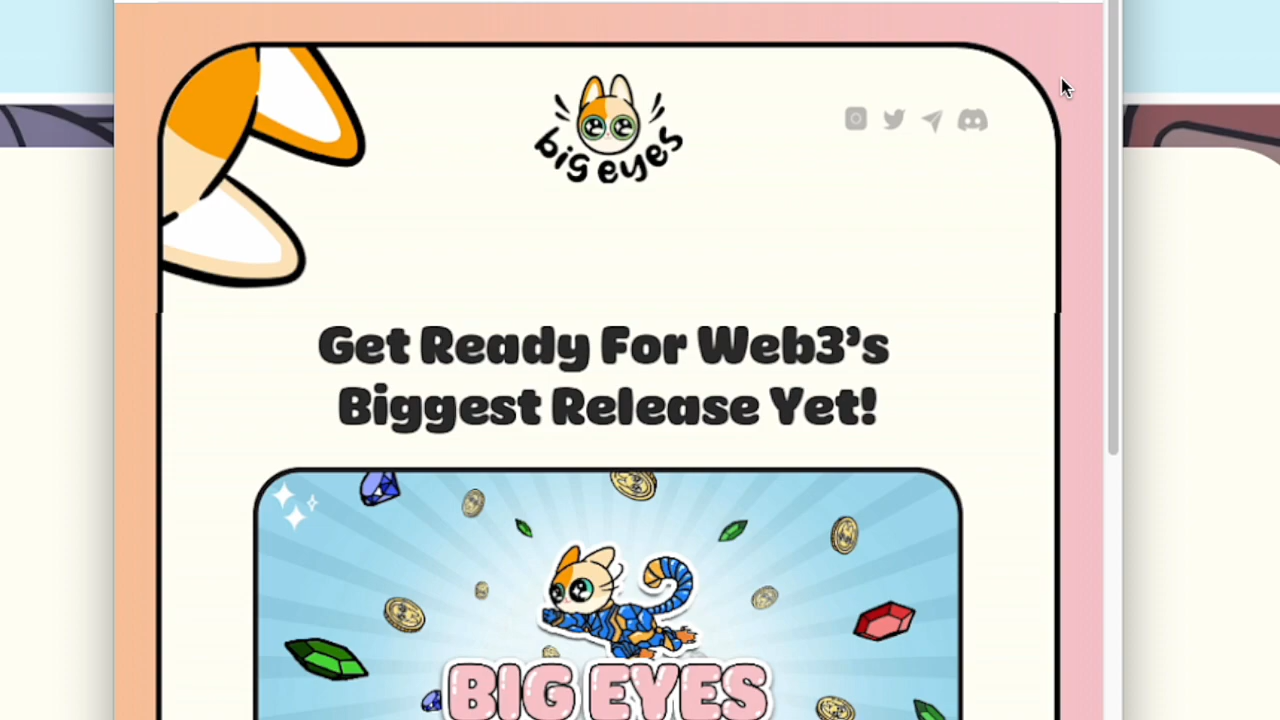 big eyes
Get Ready For Web3’s
Biggest Release Yet!
BIG EYES